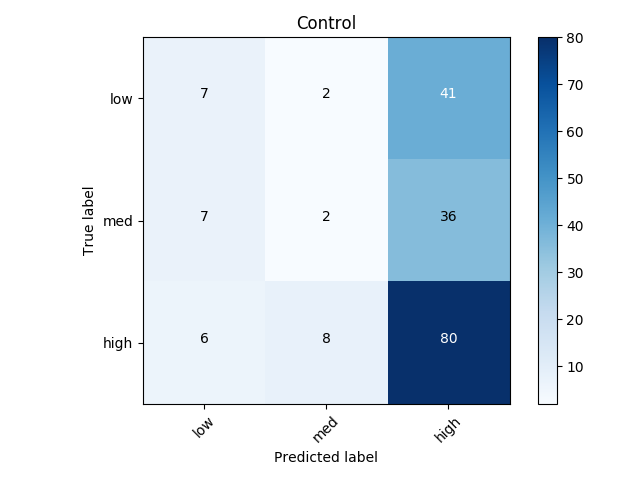 Control
80
low 7 2 41
70
60
50
True label
med 7 2 36
40
30
20
high 6 8 80
10
low med high
Predicted label